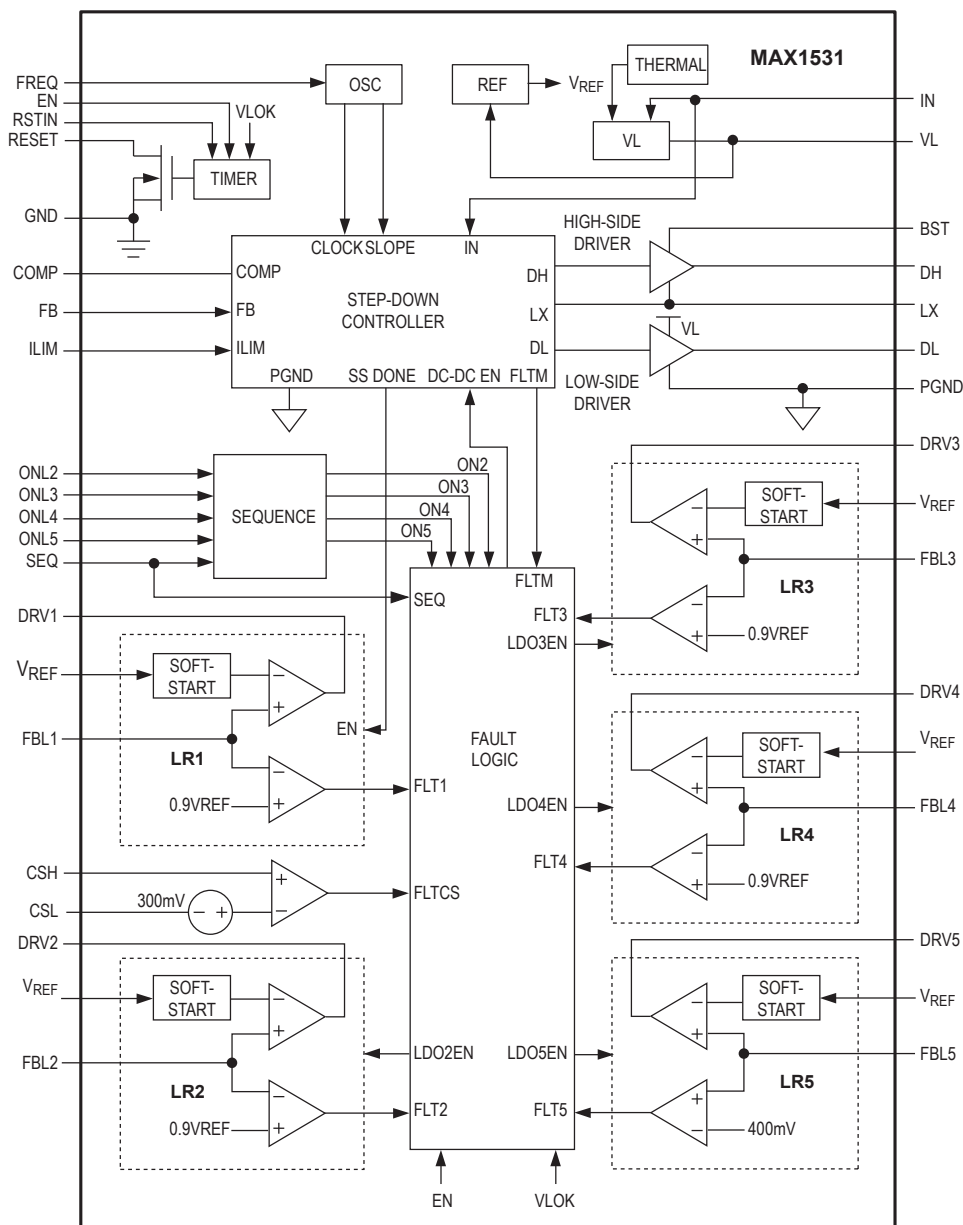 MAX1531
FREQ
EN
RSTIN
RESET
GND
VLOK
TIMER
OSC
REF
VREF
THERMAL
VL
IN
VL
HIGH-SIDE
DRIVER
BST
DH
LX
DL
PGND
VL
LOW-SIDE
DRIVER
COMP
FB
ILIM
CLOCK
SLOPE
IN
COMP
FB
ILIM
STEP-DOWN
CONTROLLER
DH
LX
DL
PGND
SS DONE
DC-DC EN
FLTM
ONL2
ONL3
ONL4
ONL5
SEQ
SEQUENCE
ON2
ON3
ON4
ON5
SEQ
FLTM
FAULT
LOGIC
FLT3
LDO3EN
LDO4EN
FLT4
LDO5EN
FLT5
FLT1
FLTCS
LDO2EN
FLT2
EN
VLOK
DRV1
VREF
FBL1
SOFT-
START
−
+
EN
LR1
−
+
0.9VREF
CSH
CSL
300mV
− +
+
−
DRV2
VREF
FBL2
SOFT-
START
−
+
LR2
−
+
0.9VREF
DRV3
VREF
FBL3
SOFT-
START
−
+
LR3
−
+
0.9VREF
DRV4
VREF
FBL4
SOFT-
START
−
+
LR4
−
+
0.9VREF
DRV5
VREF
FBL5
SOFT-
START
−
+
LR5
+
−
400mV